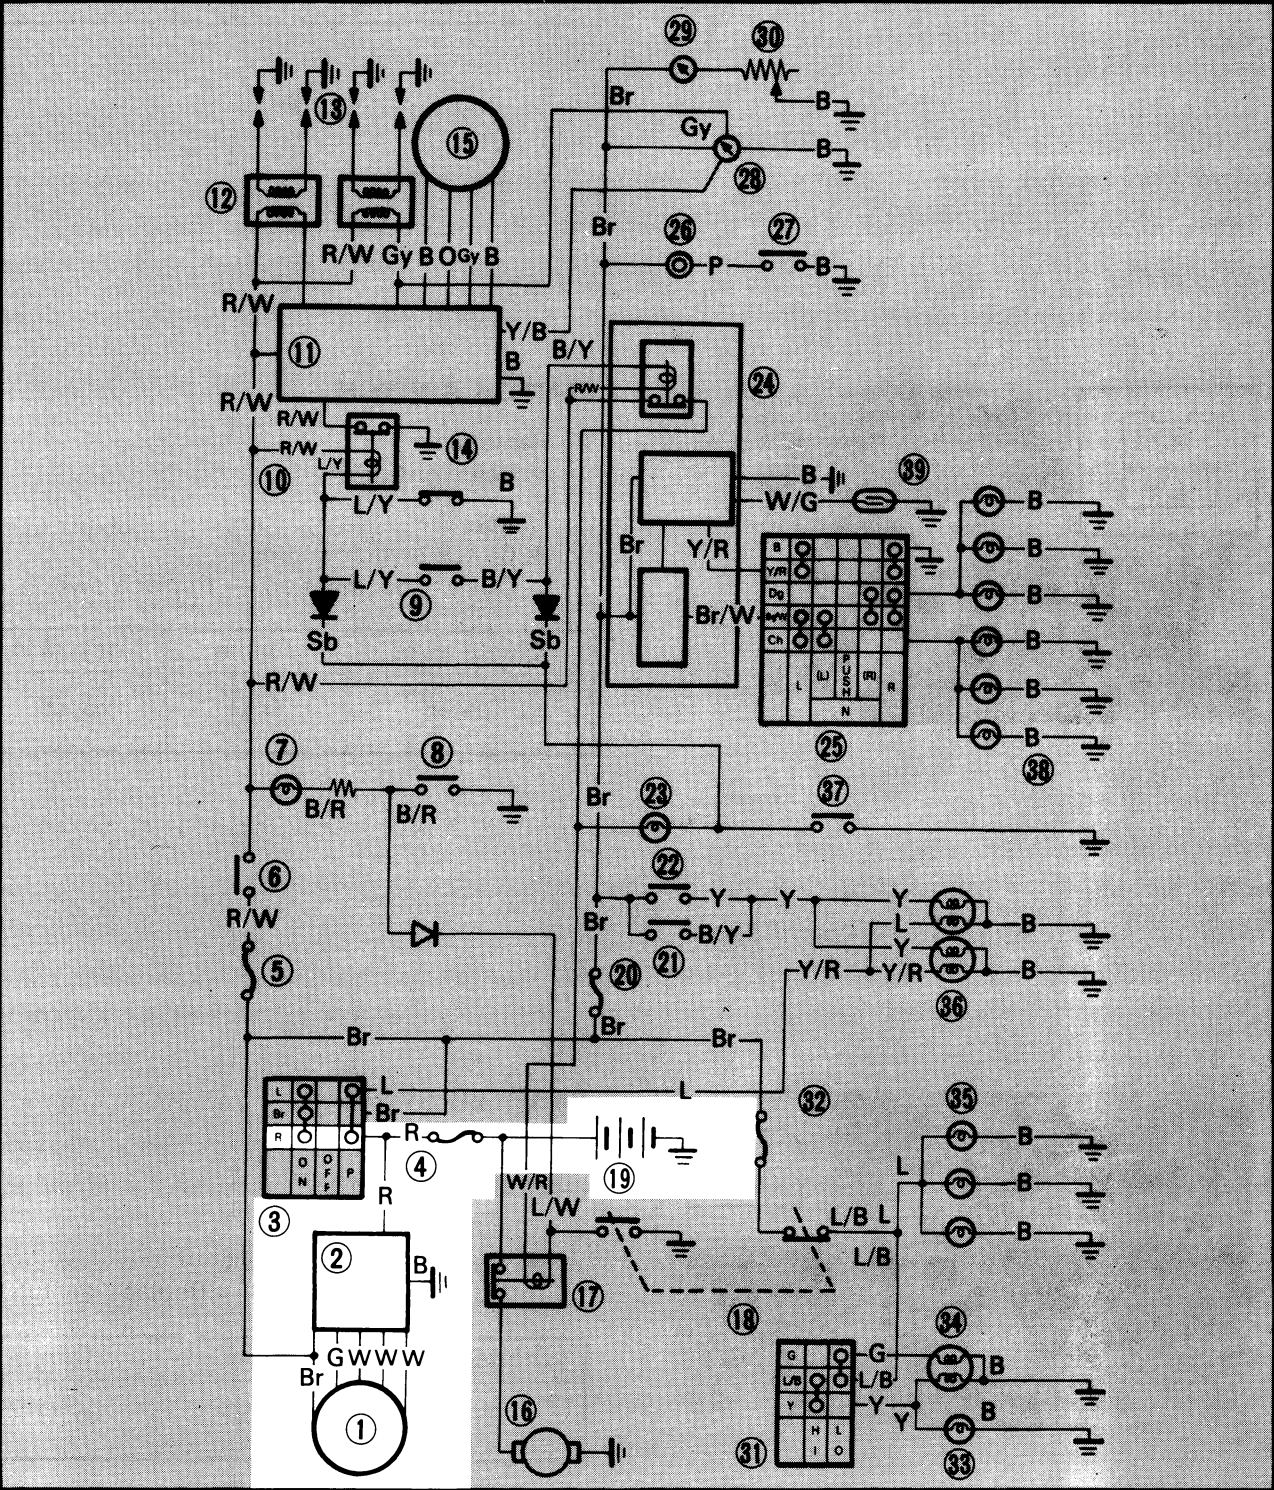 29 30
13
Br B
15 Gy
B
12 28
Br 26 27
R/W Gy B O Gy B
P B
R/W
Y/B
11 B/Y
B
R/W 24
R/W
R/W 14
R/W
L/Y
10 B
L/Y
B 39
W/G B
Br Y/R B
B
Y/R
Dg
Br/W Br/W
Ch
L (L) PUSH (R) R
N
B
B
L/Y B/Y
9
Sb Sb
B
R/W B
25 B
38
7 8
B/R B/R
Br 23 37
22
6 Y Y Y
R/W Br L B
B/Y Y
21
5 20 Y/R Y/R B
36
Br Br Br
L L L
Br Br
R R 32 35
4 B
ON OFF P 19 L
W/R B
R L/W L/B L
3 B
2 L/B
B
17
18 34
G G
G W W W L/B L/B B
Br Y Y
Y B
16
1 HI LO
31 33